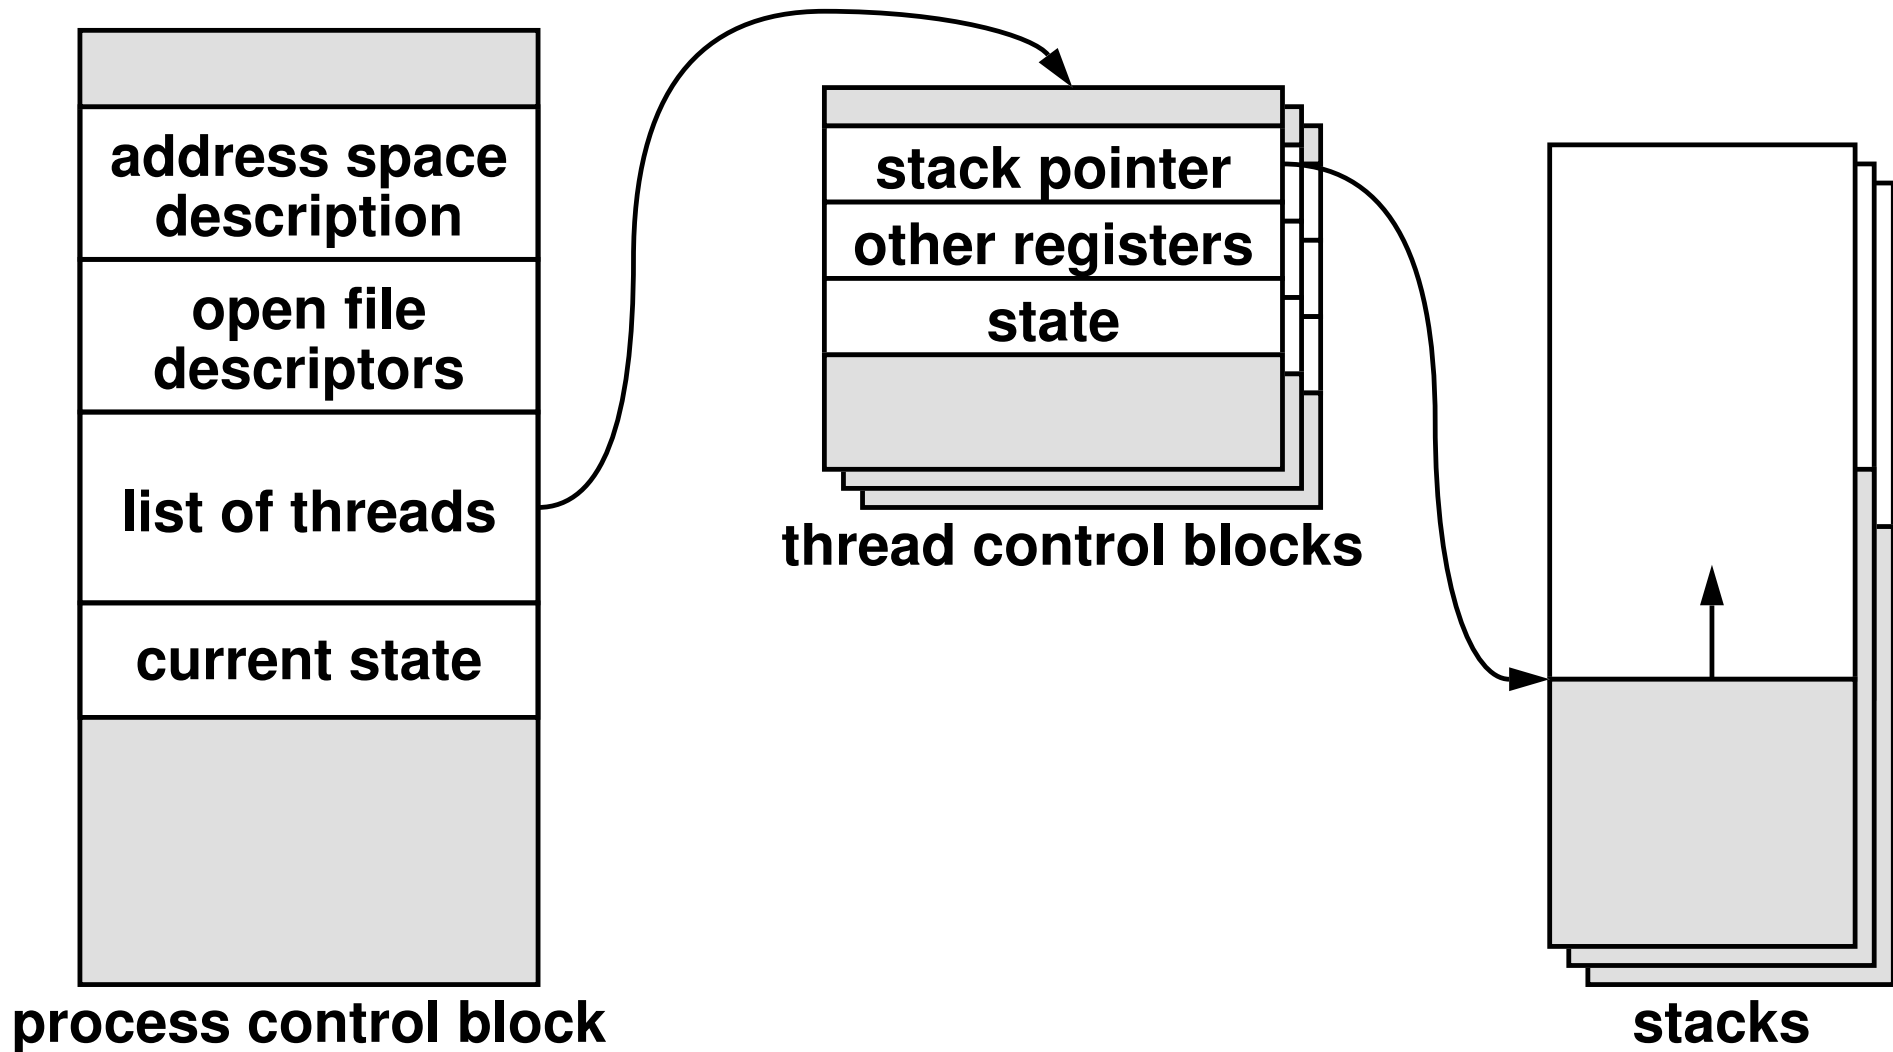 address space
description
open file
descriptors
list of threads
current state
process control block
stack pointer
other registers
state
thread control blocks
stacks